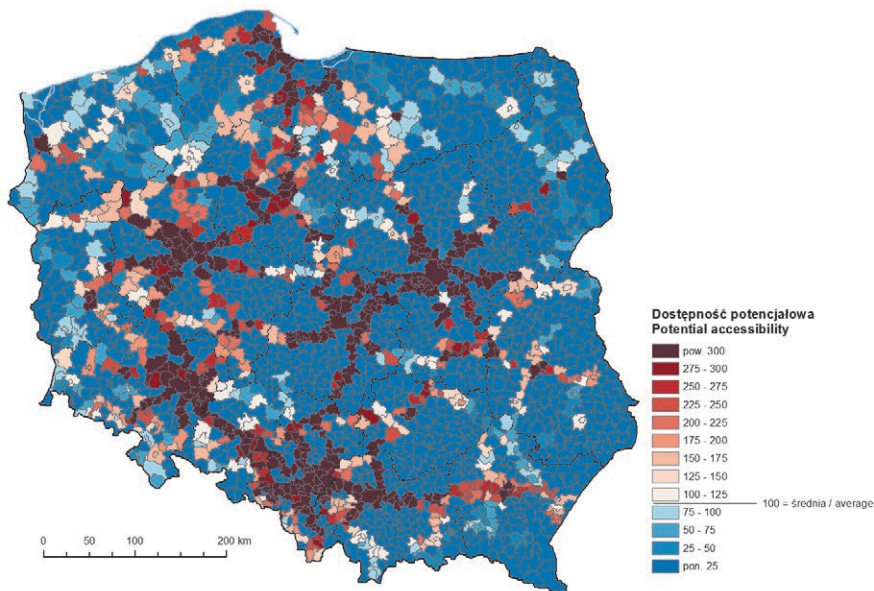 Dostępność potencjałowa
Potential accessibility
pow. 300
275 - 300
250 - 275
225 - 250
200 - 225
175 - 200
150 - 175
125 - 150
100 - 125
100 = średnia / average
75 - 100
50 - 75
25 - 50
pon. 25
0 50 100 200 km